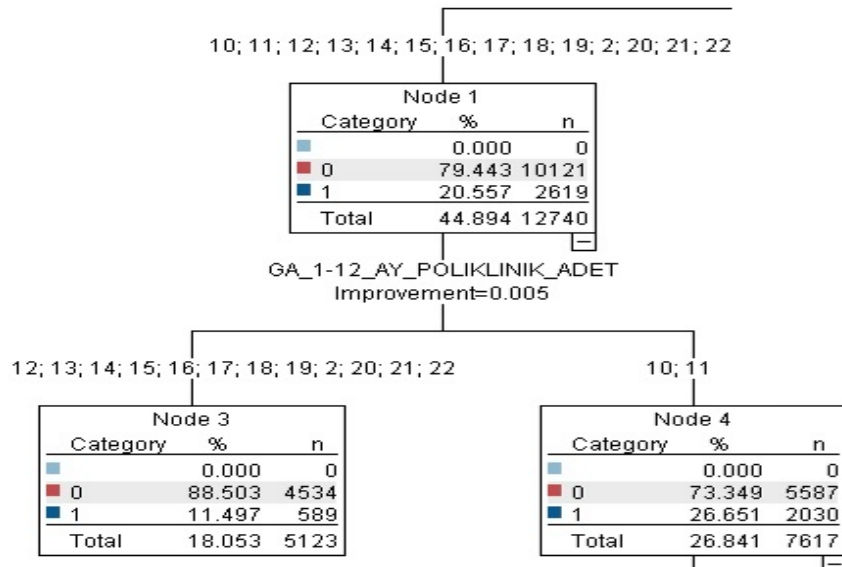 10; 11; 12; 13; 14; 15; 16; 17; 18; 19; 2; 20; 21; 22
Node 1
Category % n
0.000 0
0 79.443 10121
1 20.557 2619
Total 44.894 12740
GA_1-12_AY_POLIKLINIK_ADET
Improvement=0.005
12; 13; 14; 15; 16; 17; 18; 19; 2; 20; 21; 22
Node 3
Category % n
0.000 0
0 88.503 4534
1 11.497 589
Total 18.053 5123
10; 11
Node 4
Category % n
0.000 0
0 73.349 5587
1 26.651 2030
Total 26.841 7617